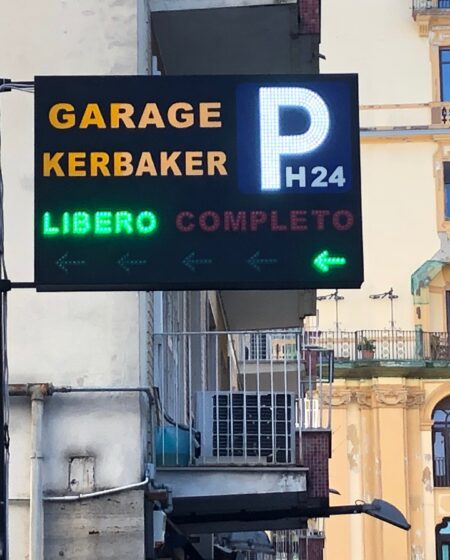 GARAGE
KERBAKER
P
H24
LIBERO COMPLETO